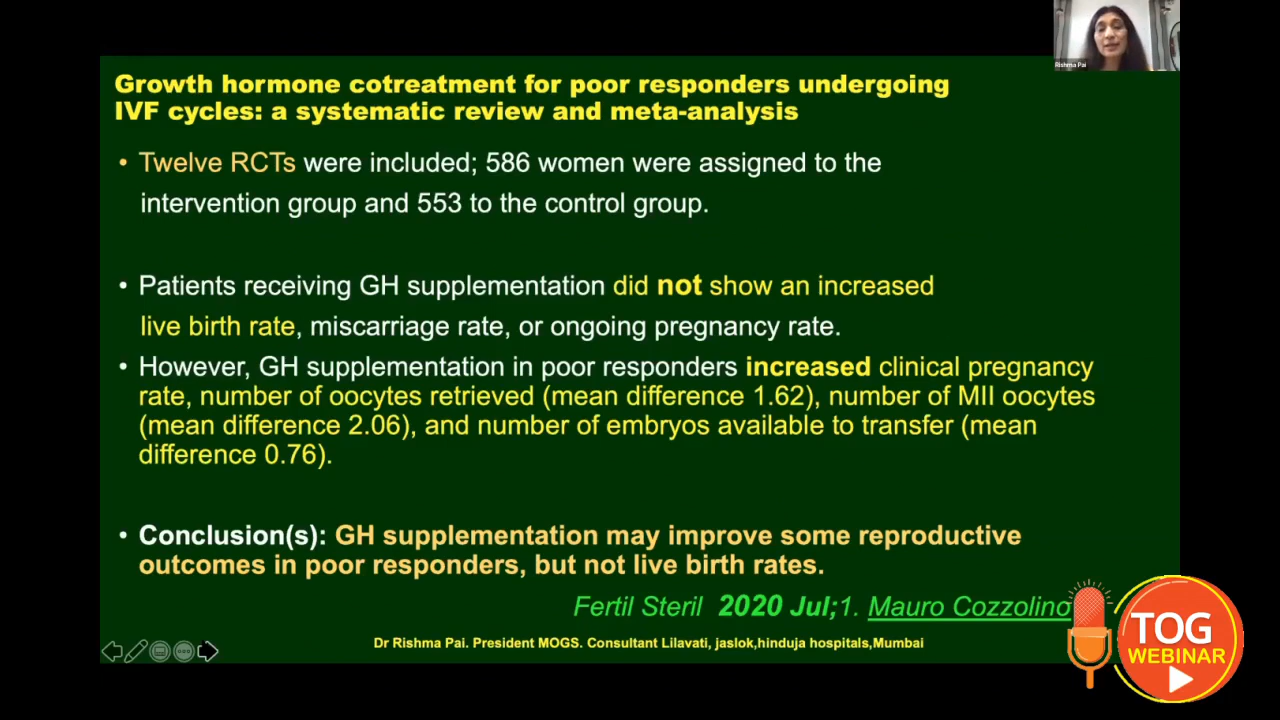 Rishma Pai
Growth hormone cotreatment for poor responders undergoing
IVF cycles: a systematic review and meta-analysis
• Twelve RCTs were included; 586 women were assigned to the
intervention group and 553 to the control group.
• Patients receiving GH supplementation did not show an increased
live birth rate, miscarriage rate, or ongoing pregnancy rate.
• However, GH supplementation in poor responders increased clinical pregnancy
rate, number of oocytes retrieved (mean difference 1.62), number of MII oocytes
(mean difference 2.06), and number of embryos available to transfer (mean
difference 0.76).
• Conclusion(s): GH supplementation may improve some reproductive
outcomes in poor responders, but not live birth rates.
Fertil Steril 2020 Jul;1. Mauro Cozzolino
Dr Rishma Pai. President MOGS. Consultant Lilavati, jaslok,hinduja hospitals,Mumbai
TOG
WEBINAR